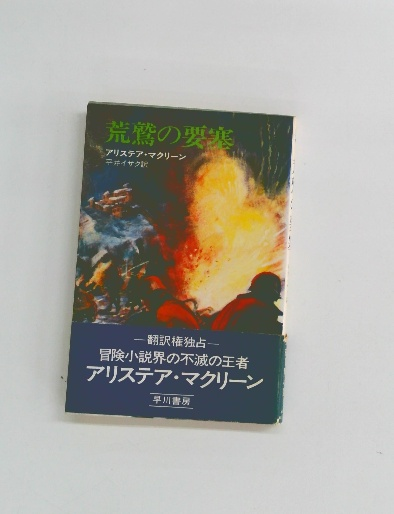 荒鷲の要塞
アリステア・マクリーン
平井イサク訳
—翻訳権独占—
冒険小説界の不滅の王者
アリステア・マクリーン
早川書房